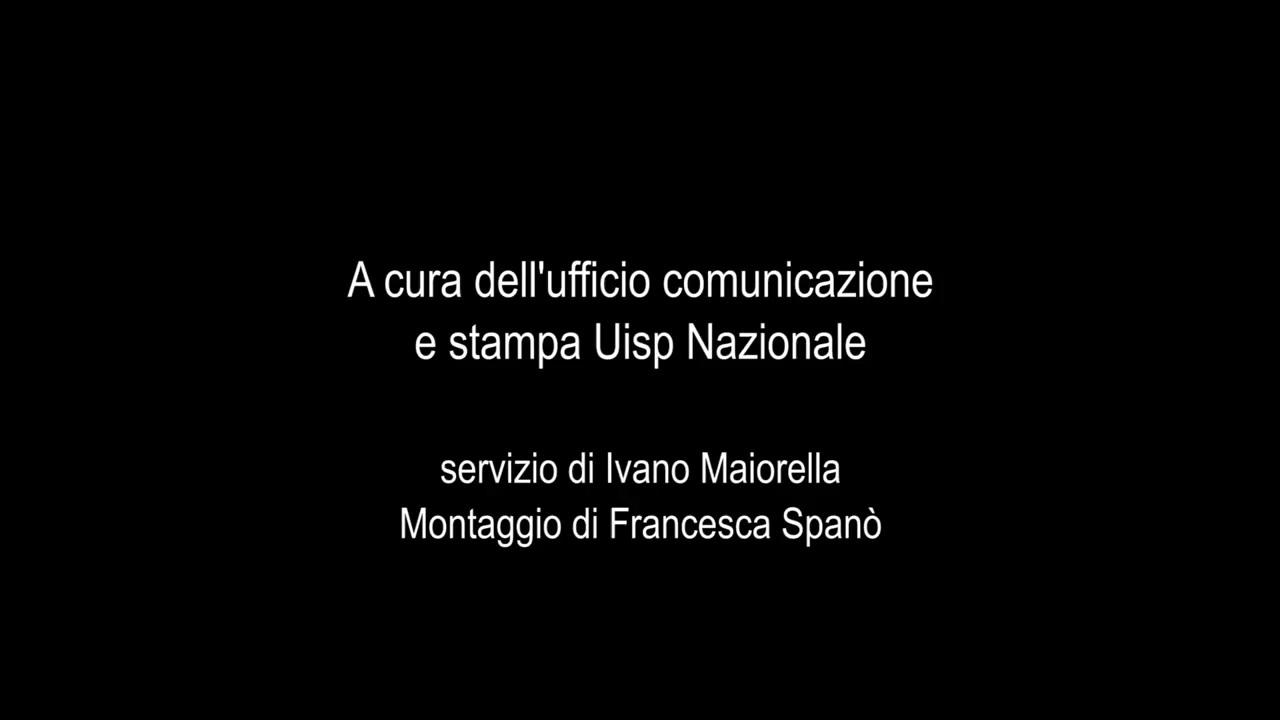 A cura dell'ufficio comunicazione
e stampa Uisp Nazionale
servizio di Ivano Maiorella
Montaggio di Francesca Spanò